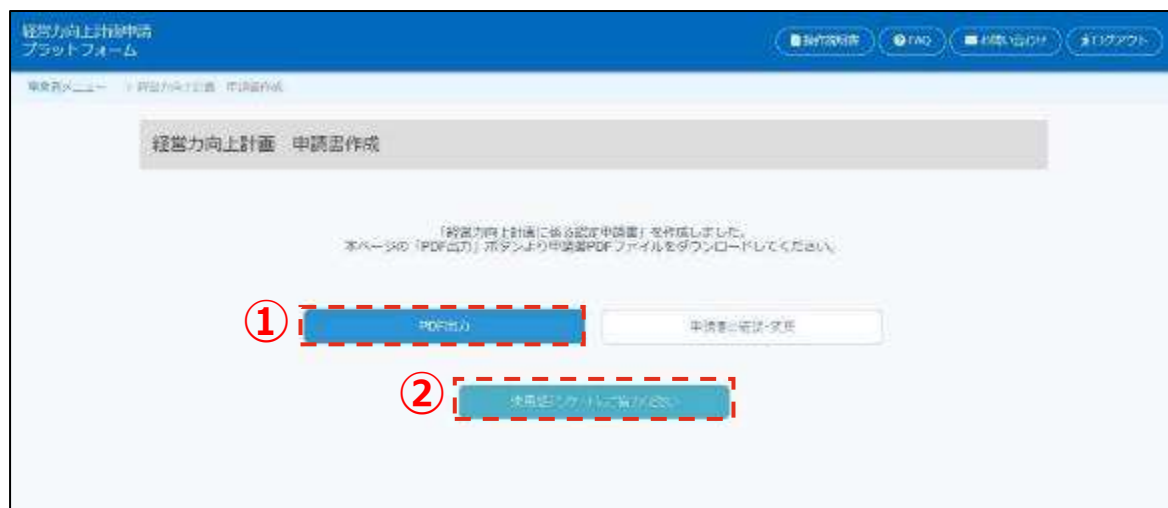 経営力向上計画申請
プラットフォーム
操作説明書
FAQ
お問い合わせ
ログアウト
事業者メニュー
経営力向上計画 申請書作成
経営力向上計画 申請書作成
「経営力向上計画に係る認定申請書」を作成しました。
本ページの「PDF出力」ボタンより申請書PDFファイルをダウンロードしてください。
①
PDF出力
申請書の確認・変更
②